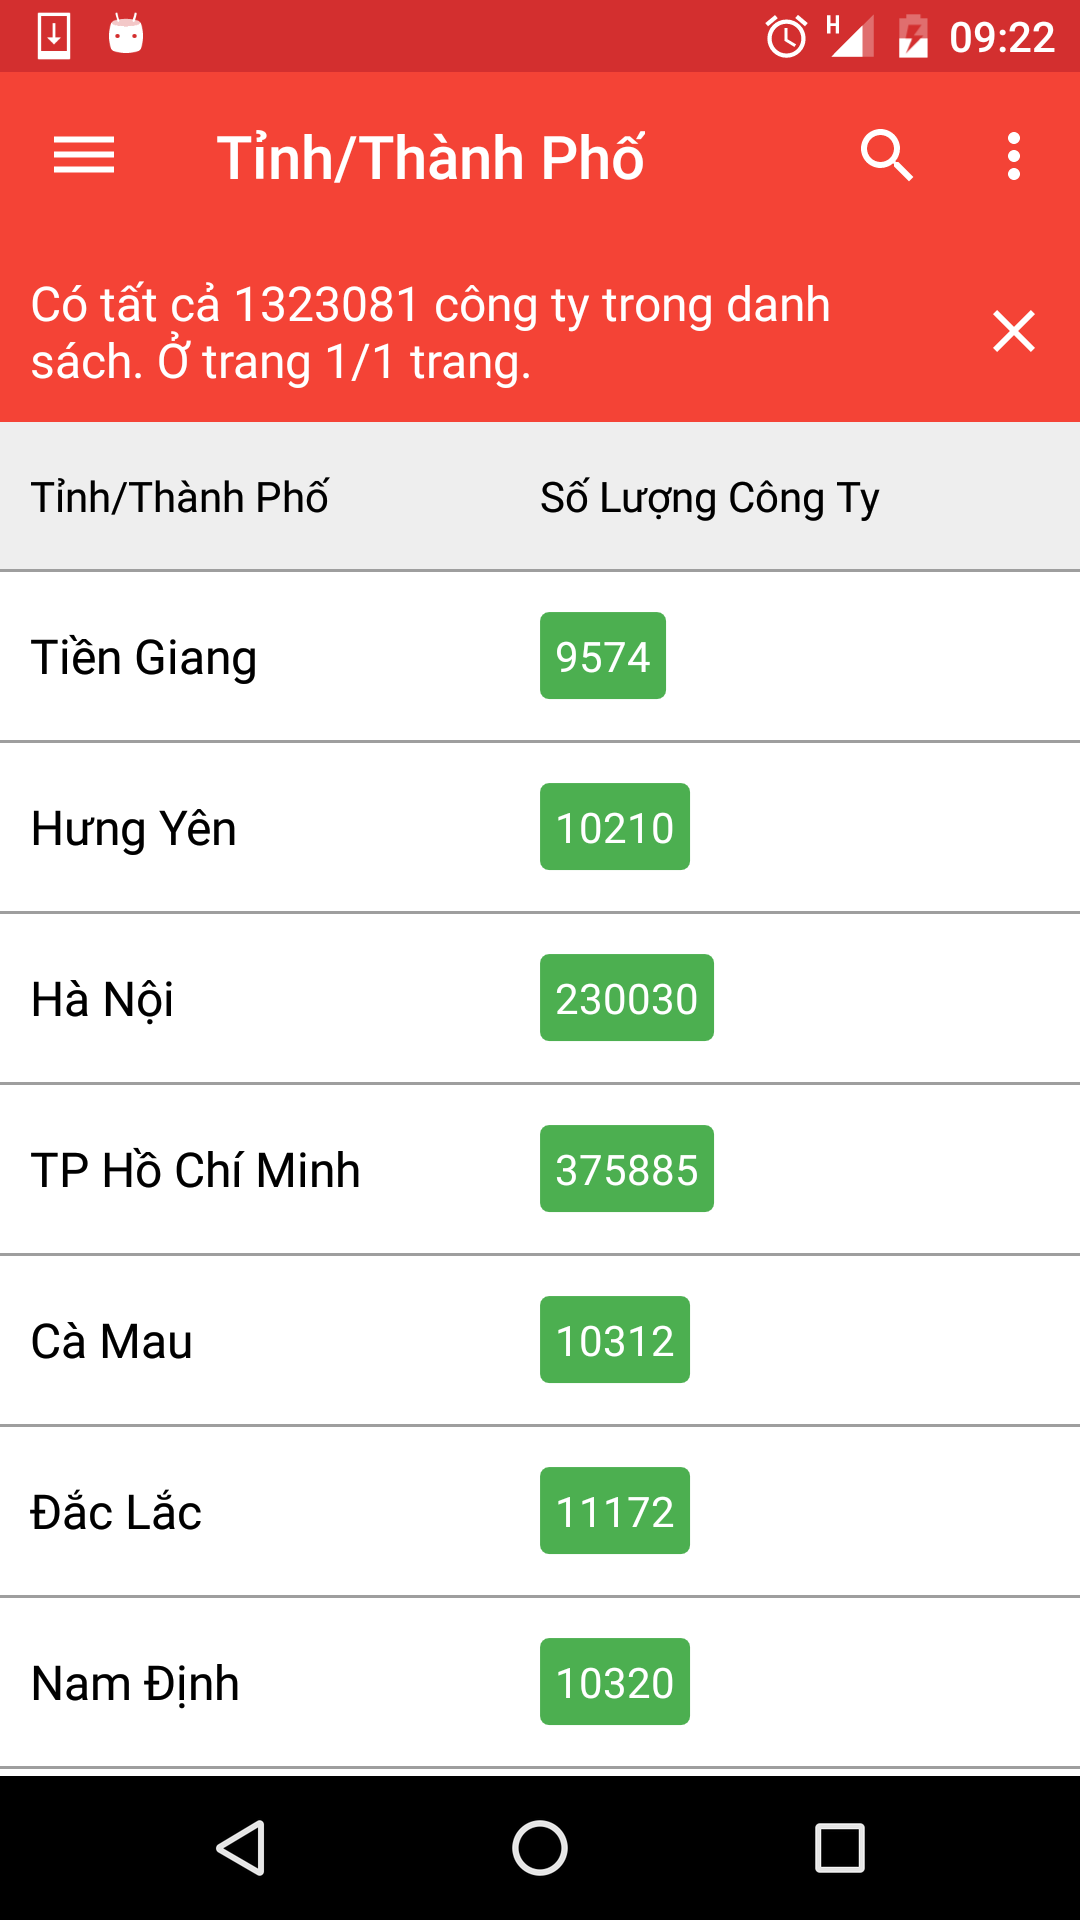 H 09:22
Tỉnh/Thành Phố
Có tất cả 1323081 công ty trong danh
sách. Ở trang 1/1 trang.
Tỉnh/Thành Phố Số Lượng Công Ty
Tiền Giang 9574
Hưng Yên 10210
Hà Nội 230030
TP Hồ Chí Minh 375885
Cà Mau 10312
Đắc Lắc 11172
Nam Định 10320